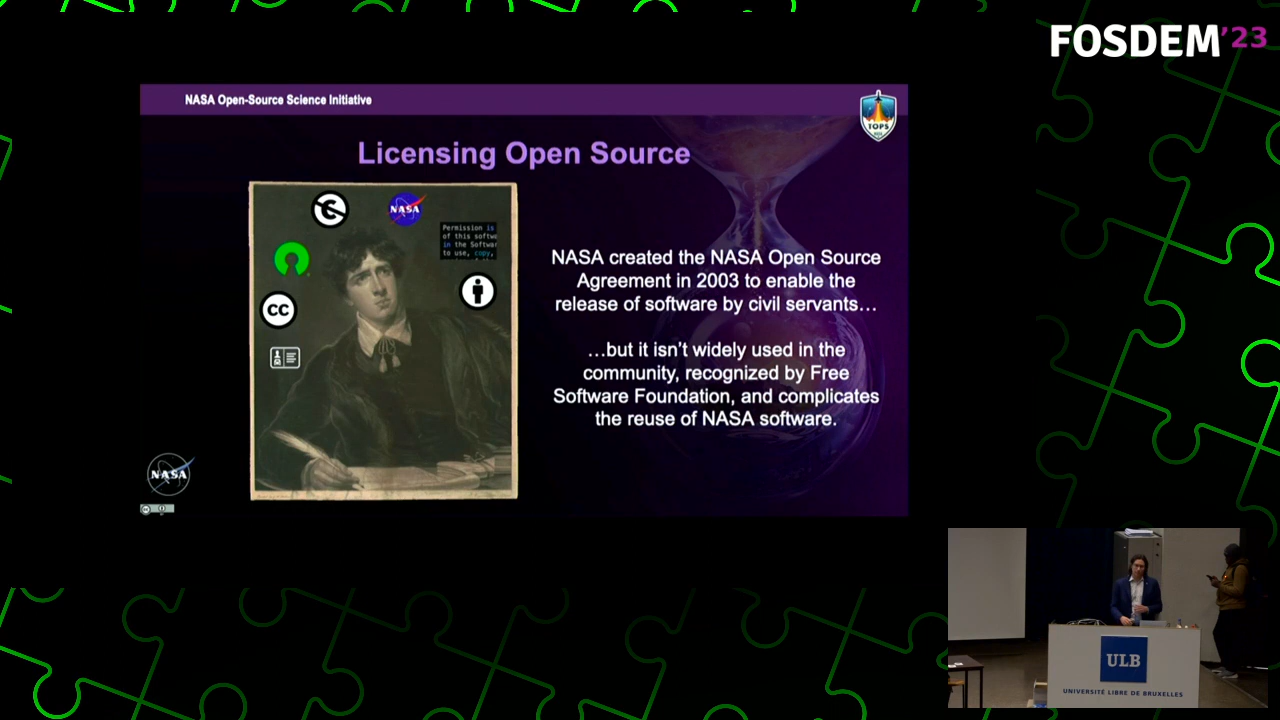 FOSDEM'23
NASA Open-Source Science Initiative
TOPS
Licensing Open Source
NASA
Permission is
of this softwa
in the Softwar
to use, copy,
CC
NASA created the NASA Open Source
Agreement in 2003 to enable the
release of software by civil servants…
…but it isn't widely used in the
community, recognized by Free
Software Foundation, and complicates
the reuse of NASA software.
NASA
ULB
UNIVERSITÉ LIBRE DE BRUXELLES